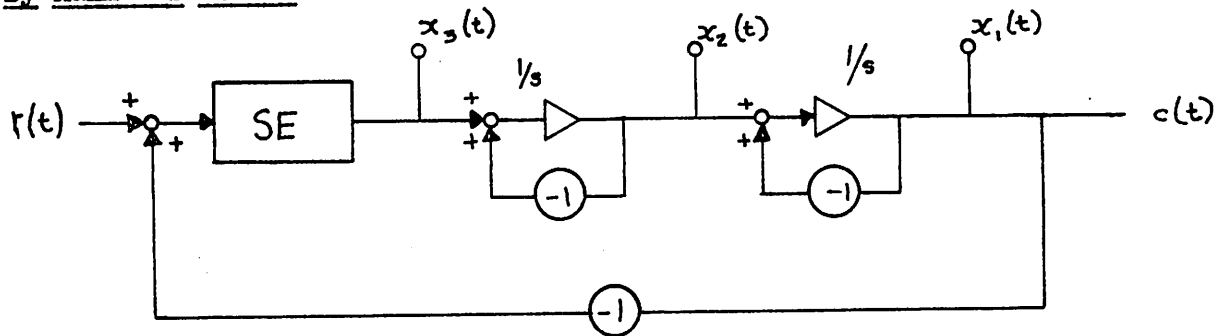 x₃(t)
x₂(t)
x₁(t)
1/s
1/s
+
+
+
r(t)
SE
c(t)
+
+
+
-1
-1
-1